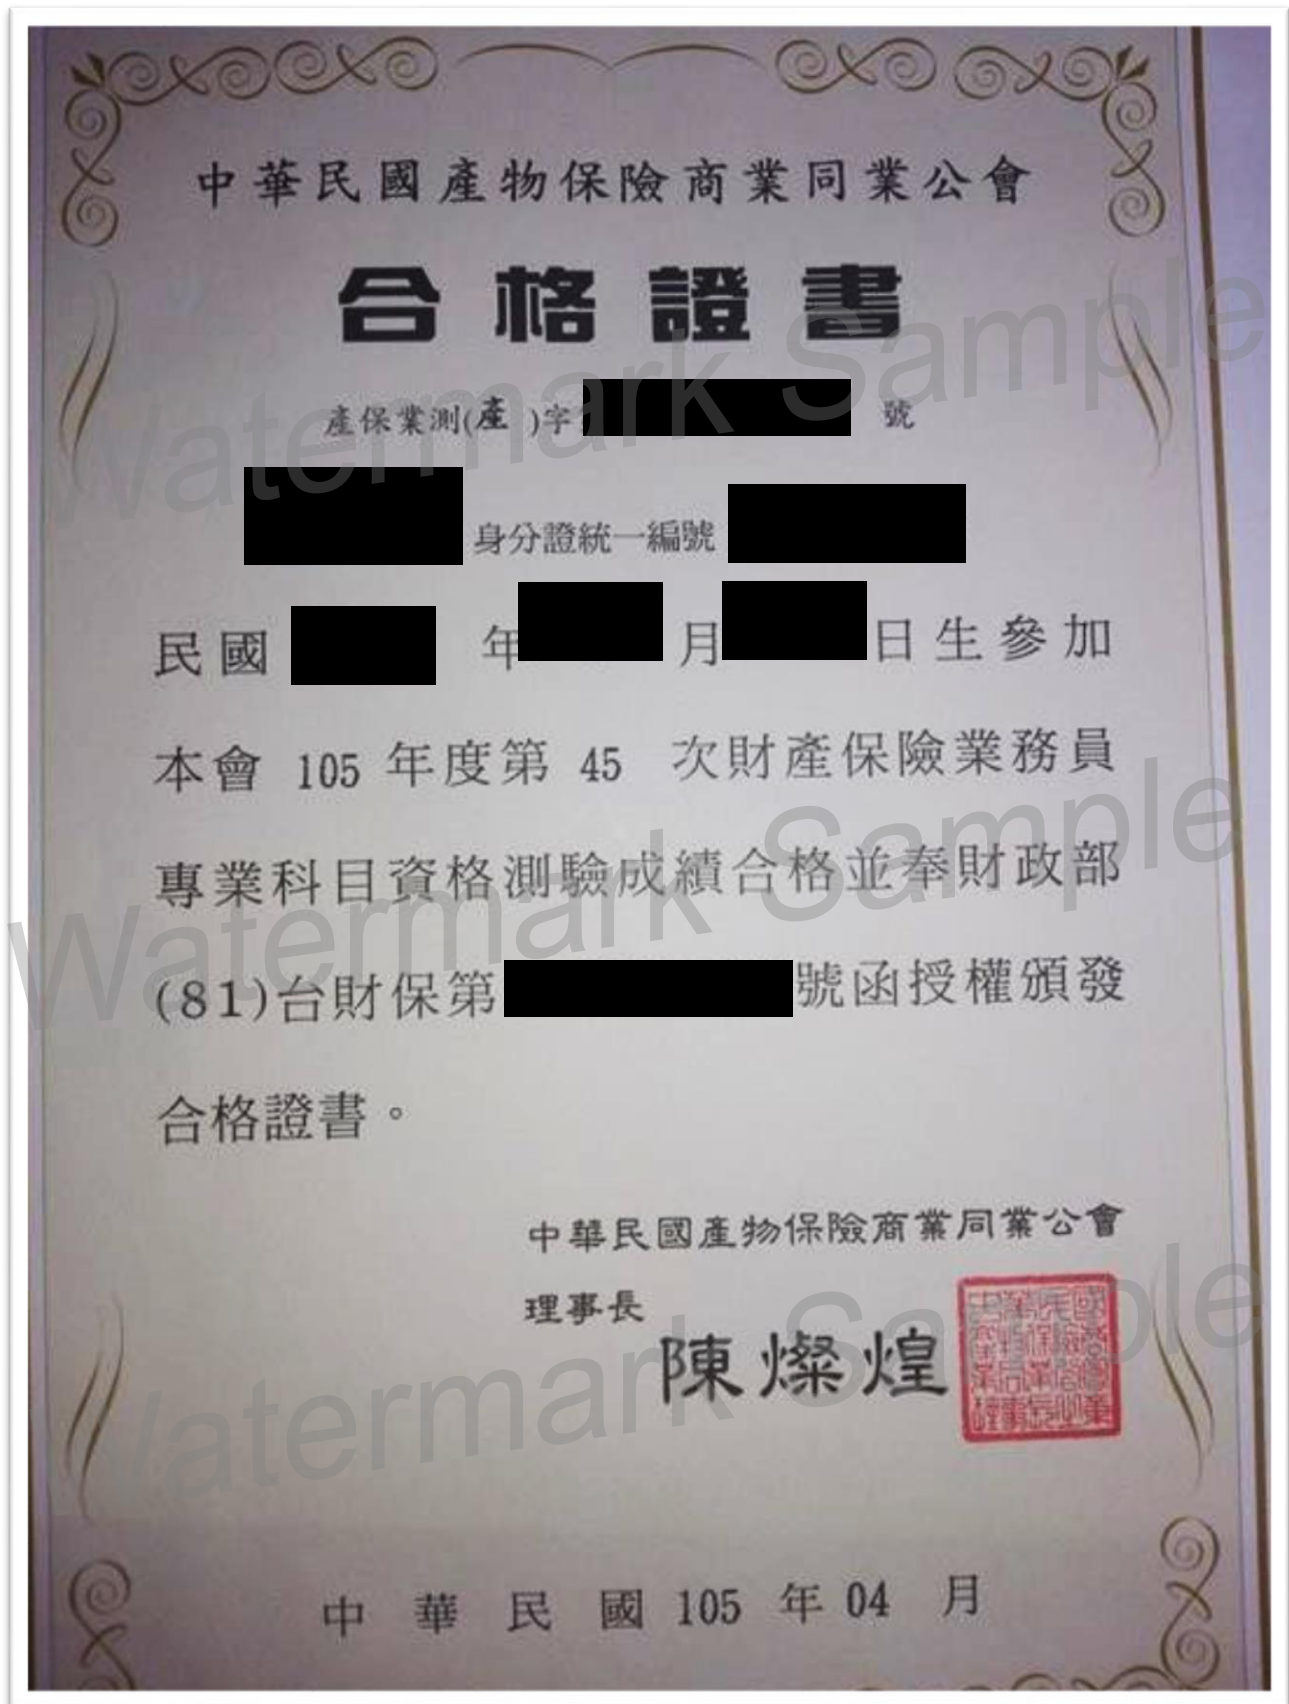 中華民國產物保險商業同業公會
合格證書
產保業測(產 )字 號
身分證統一編號
民國 年 月 日生參加
本會 105 年度第 45 次財產保險業務員
專業科目資格測驗成績合格並奉財政部
(81)台財保第 號函授權頒發
合格證書。
中華民國產物保險商業同業公會
理事長
陳燦煌
中華民國 105 年 04 月
Watermark Sample
Watermark Sample
Watermark Sample